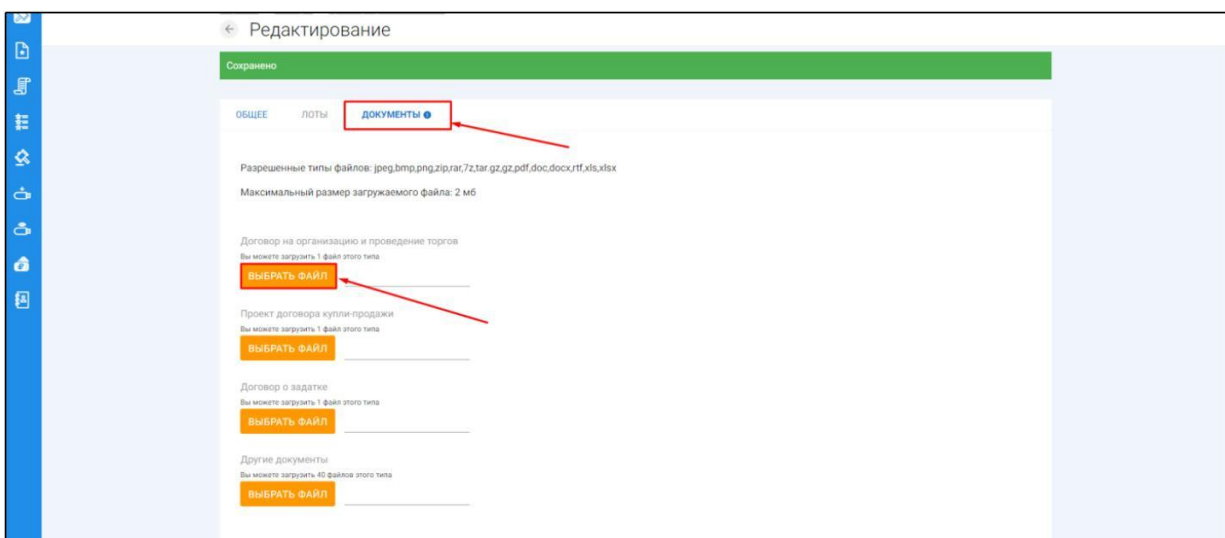 Редактирование
Сохранено
ОБЩЕЕ ЛОТЫ ДОКУМЕНТЫ
Разрешенные типы файлов: jpeg,bmp,png,zip,rar,7z,tar.gz,gz,pdf,doc,docx,rtf,xls,xlsx
Максимальный размер загружаемого файла: 2 мб
Договор на организацию и проведение торгов
Вы можете загрузить 1 файл этого типа
ВЫБРАТЬ ФАЙЛ
Проект договора купли-продажи
Вы можете загрузить 1 файл этого типа
ВЫБРАТЬ ФАЙЛ
Договор о задатке
Вы можете загрузить 1 файл этого типа
ВЫБРАТЬ ФАЙЛ
Другие документы
Вы можете загрузить 40 файлов этого типа
ВЫБРАТЬ ФАЙЛ